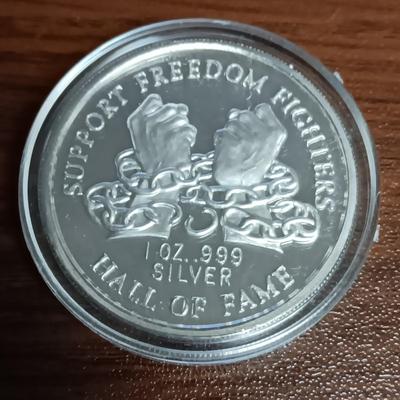 SUPPORT FREEDOM FIGHTERS
1 OZ. .999
SILVER
HALL OF FAME